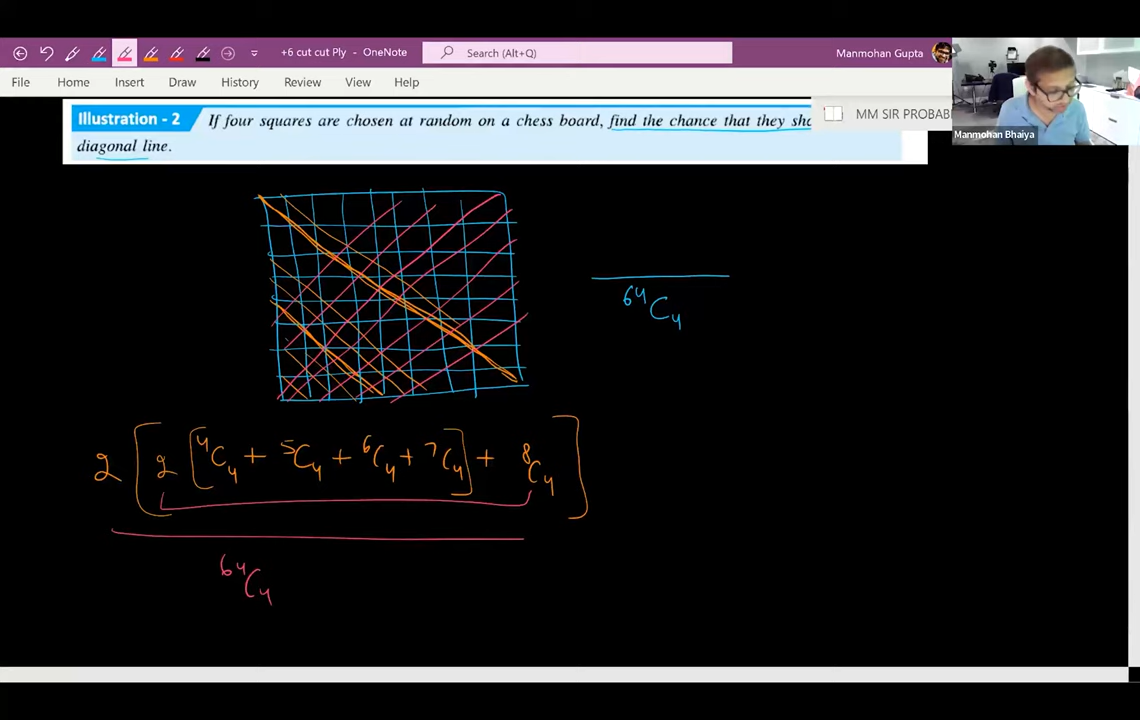 +6 cut cut Ply - OneNote
Search (Alt+Q)
Manmohan Gupta
File Home Insert Draw History Review View Help
MM SIR PROBAB
Manmohan Bhaiya
Illustration - 2 If four squares are chosen at random on a chess board, find the chance that they sho
diagonal line.
⁶⁴C₄
2 [ 2 [ ⁴C₄ + ⁵C₄ + ⁶C₄ + ⁷C₄ ] + ⁸C₄ ]
⁶⁴C₄